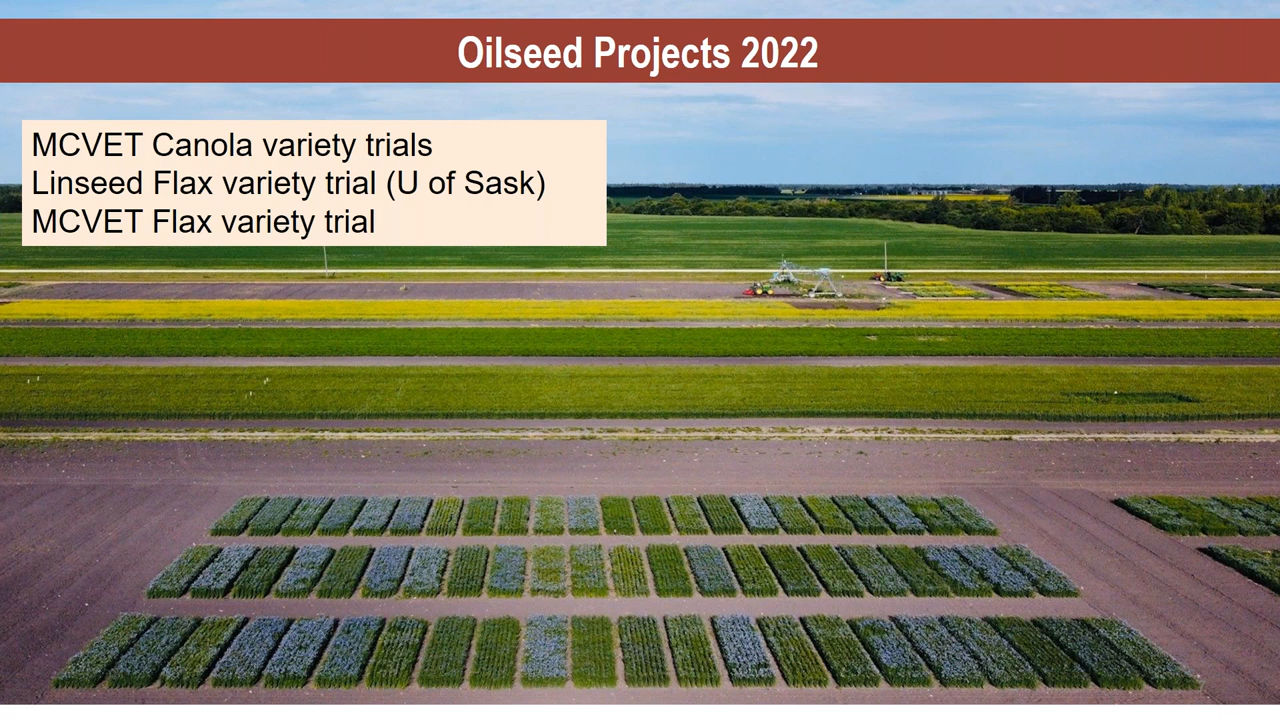 Oilseed Projects 2022
MCVET Canola variety trials
Linseed Flax variety trial (U of Sask)
MCVET Flax variety trial